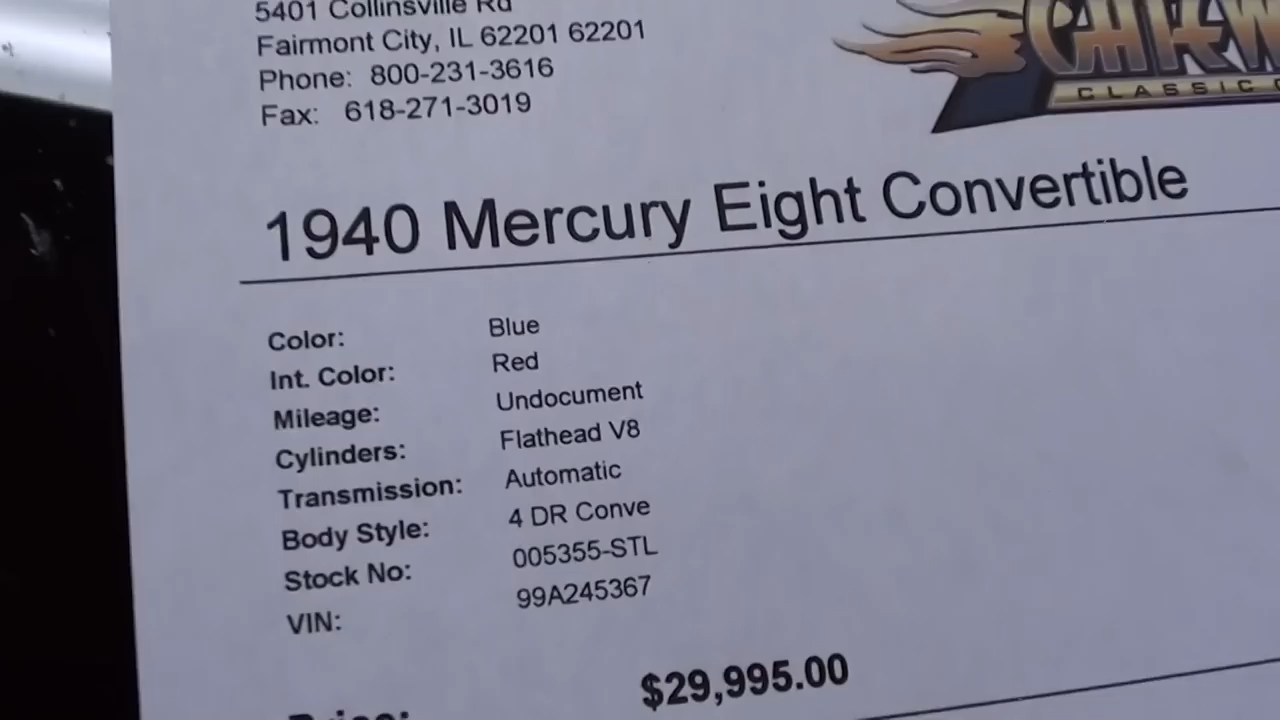 5401 Collinsville Rd
Fairmont City, IL 62201 62201
Phone: 800-231-3616
Fax: 618-271-3019
CLASSIC
1940 Mercury Eight Convertible
Color: Blue
Int. Color: Red
Mileage: Undocument
Cylinders: Flathead V8
Transmission: Automatic
Body Style: 4 DR Conve
Stock No: 005355-STL
VIN: 99A245367
Price: $29,995.00